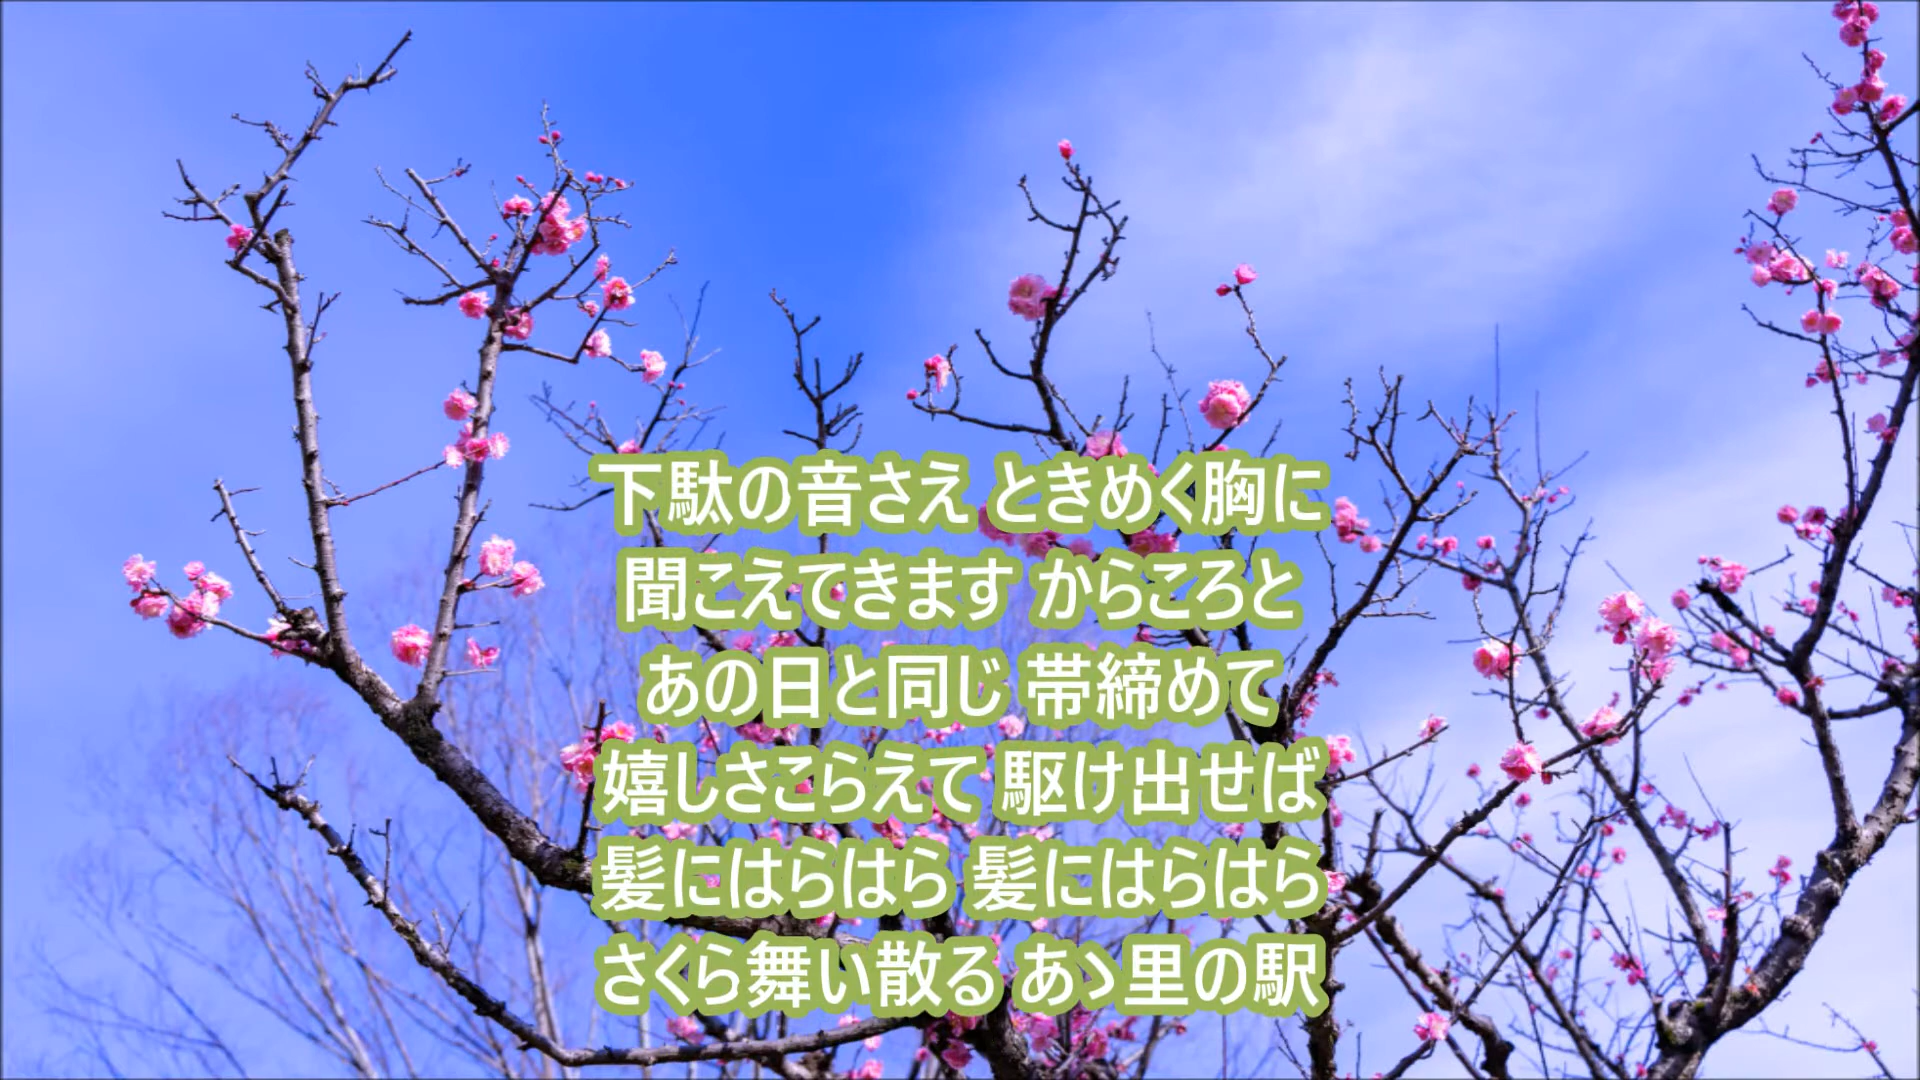 下駄の音さえ ときめく胸に
聞こえてきます からころと
あの日と同じ 帯締めて
嬉しさこらえて 駆け出せば
髪にはらはら 髪にはらはら
さくら舞い散る あゝ里の駅